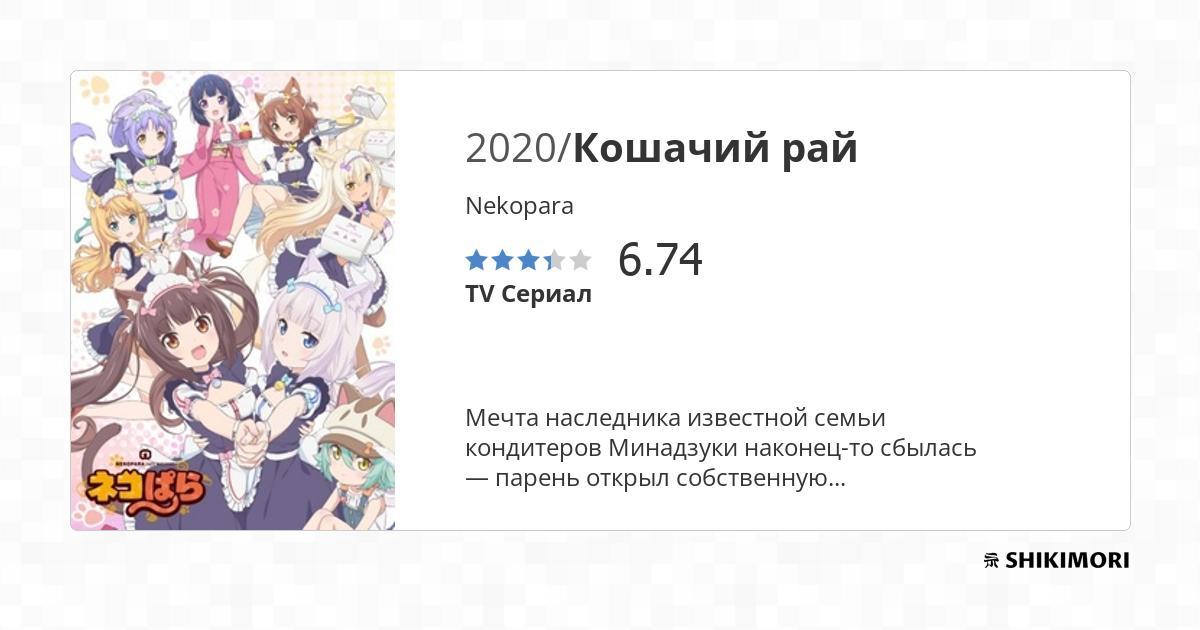 2020/Кошачий рай
Nekopara
6.74
TV Сериал
Мечта наследника известной семьи
кондитеров Минадзуки наконец-то сбылась
— парень открыл собственную...
ネコぱら
SHIKIMORI